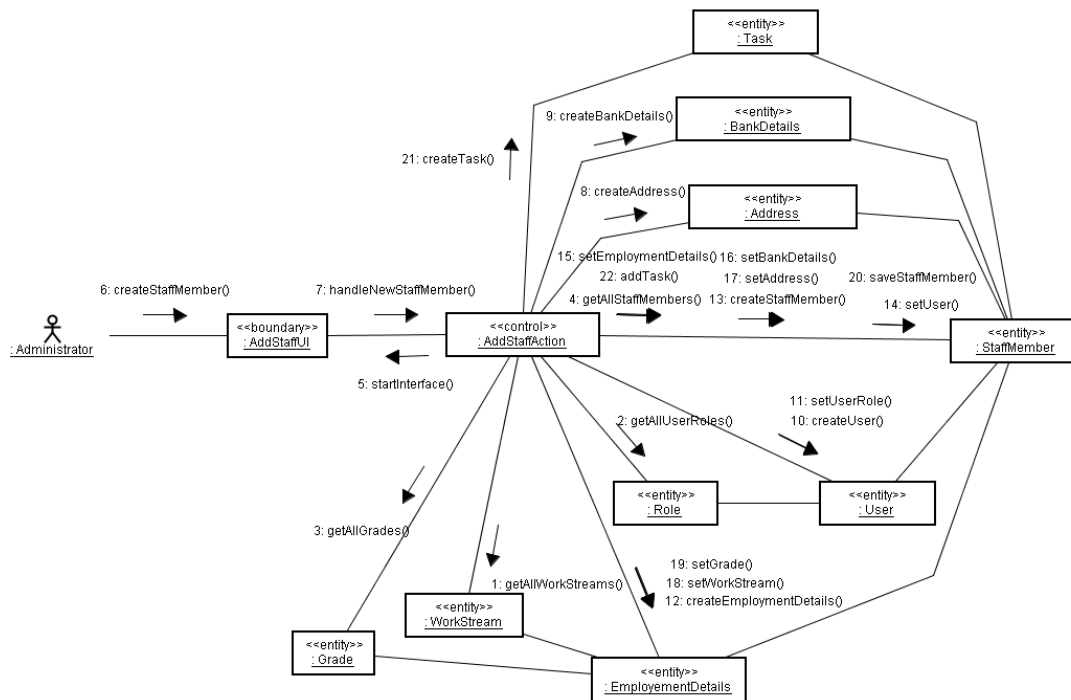 <<entity>>
: Task
9: createBankDetails()
<<entity>>
: BankDetails
21: createTask()
8: createAddress()
<<entity>>
: Address
15: setEmploymentDetails()
16: setBankDetails()
22: addTask()
17: setAddress()
20: saveStaffMember()
6: createStaffMember()
7: handleNewStaffMember()
4: getAllStaffMembers()
13: createStaffMember()
14: setUser()
: Administrator
<<boundary>>
: AddStaffUI
<<control>>
: AddStaffAction
<<entity>>
: StaffMember
5: startInterface()
11: setUserRole()
2: getAllUserRoles()
10: createUser()
<<entity>>
: Role
<<entity>>
: User
3: getAllGrades()
19: setGrade()
1: getAllWorkStreams()
18: setWorkStream()
12: createEmploymentDetails()
<<entity>>
: WorkStream
<<entity>>
: Grade
<<entity>>
: EmployementDetails